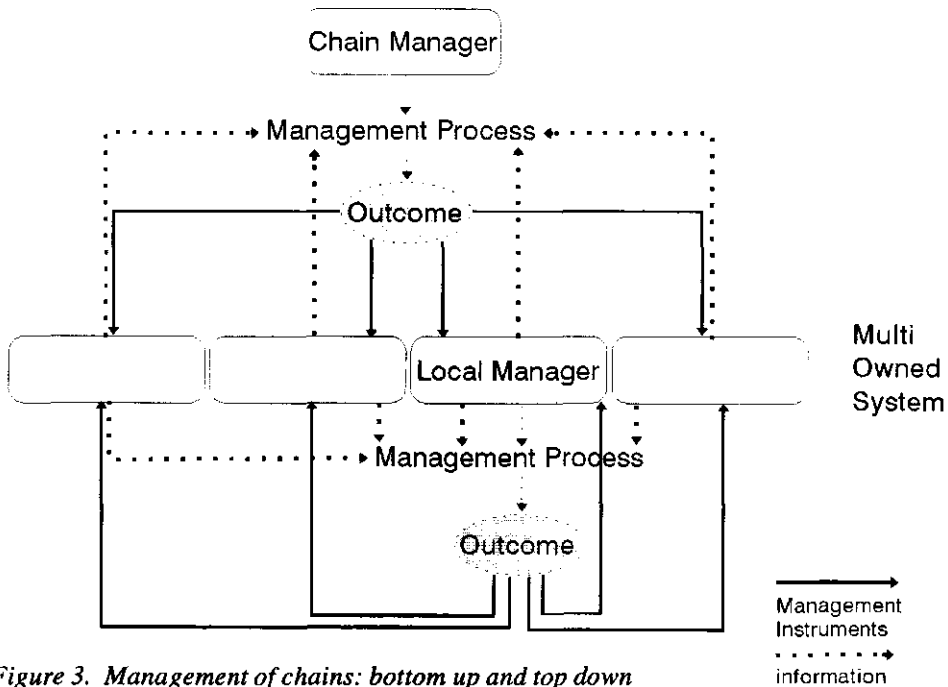 Chain Manager
Management Process
Outcome
Local Manager
Multi
Owned
System
Management Process
Outcome
Management
Instruments
information
Figure 3. Management of chains: bottom up and top down